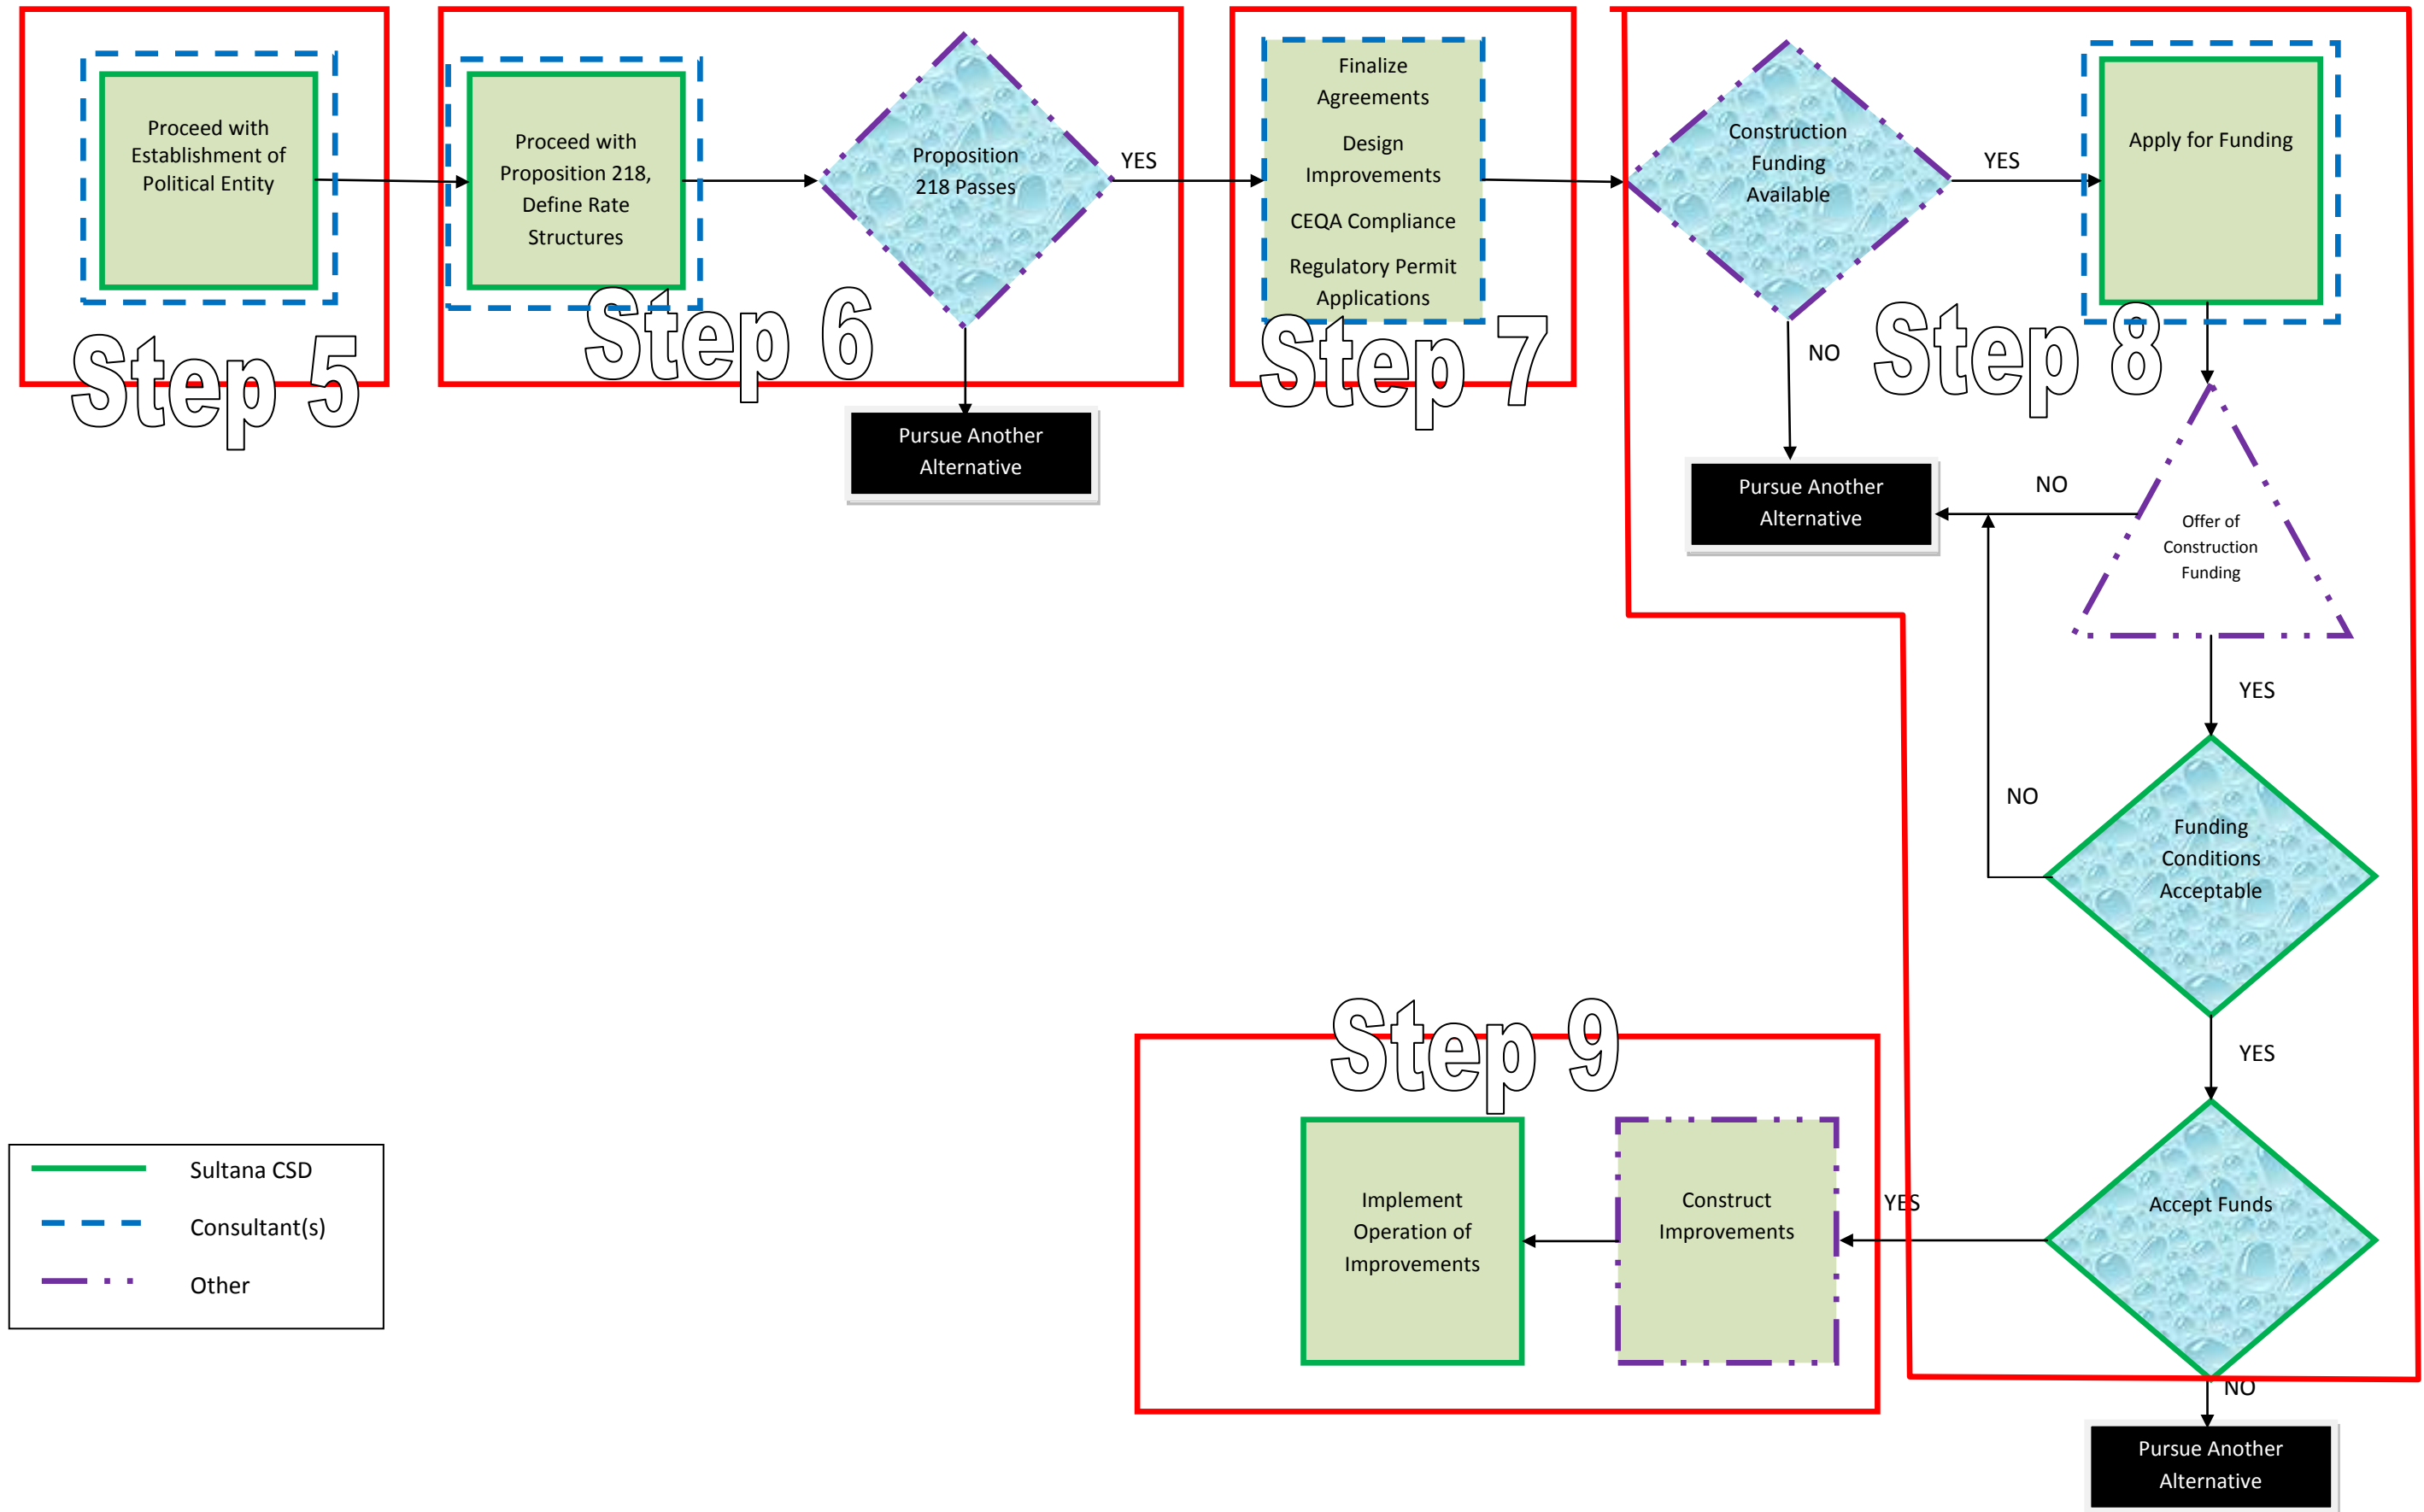 Proceed with
Establishment of
Political Entity
Step 5
Proceed with
Proposition 218,
Define Rate
Structures
Proposition
218 Passes
YES
Step 6
Pursue Another
Alternative
Finalize
Agreements
Design
Improvements
CEQA Compliance
Regulatory Permit
Applications
Step 7
Construction
Funding
Available
YES
Apply for Funding
NO
Step 8
Pursue Another
Alternative
NO
Offer of
Construction
Funding
YES
NO
Funding
Conditions
Acceptable
YES
Accept Funds
YES
NO
Pursue Another
Alternative
Step 9
Construct
Improvements
Implement
Operation of
Improvements
Sultana CSD
Consultant(s)
Other